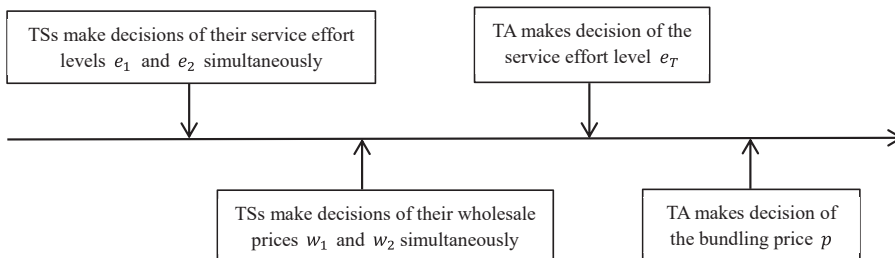 TSs make decisions of their service effort
levels e₁ and e₂ simultaneously
TA makes decision of the
service effort level e_T
TSs make decisions of their wholesale
prices w₁ and w₂ simultaneously
TA makes decision of
the bundling price p